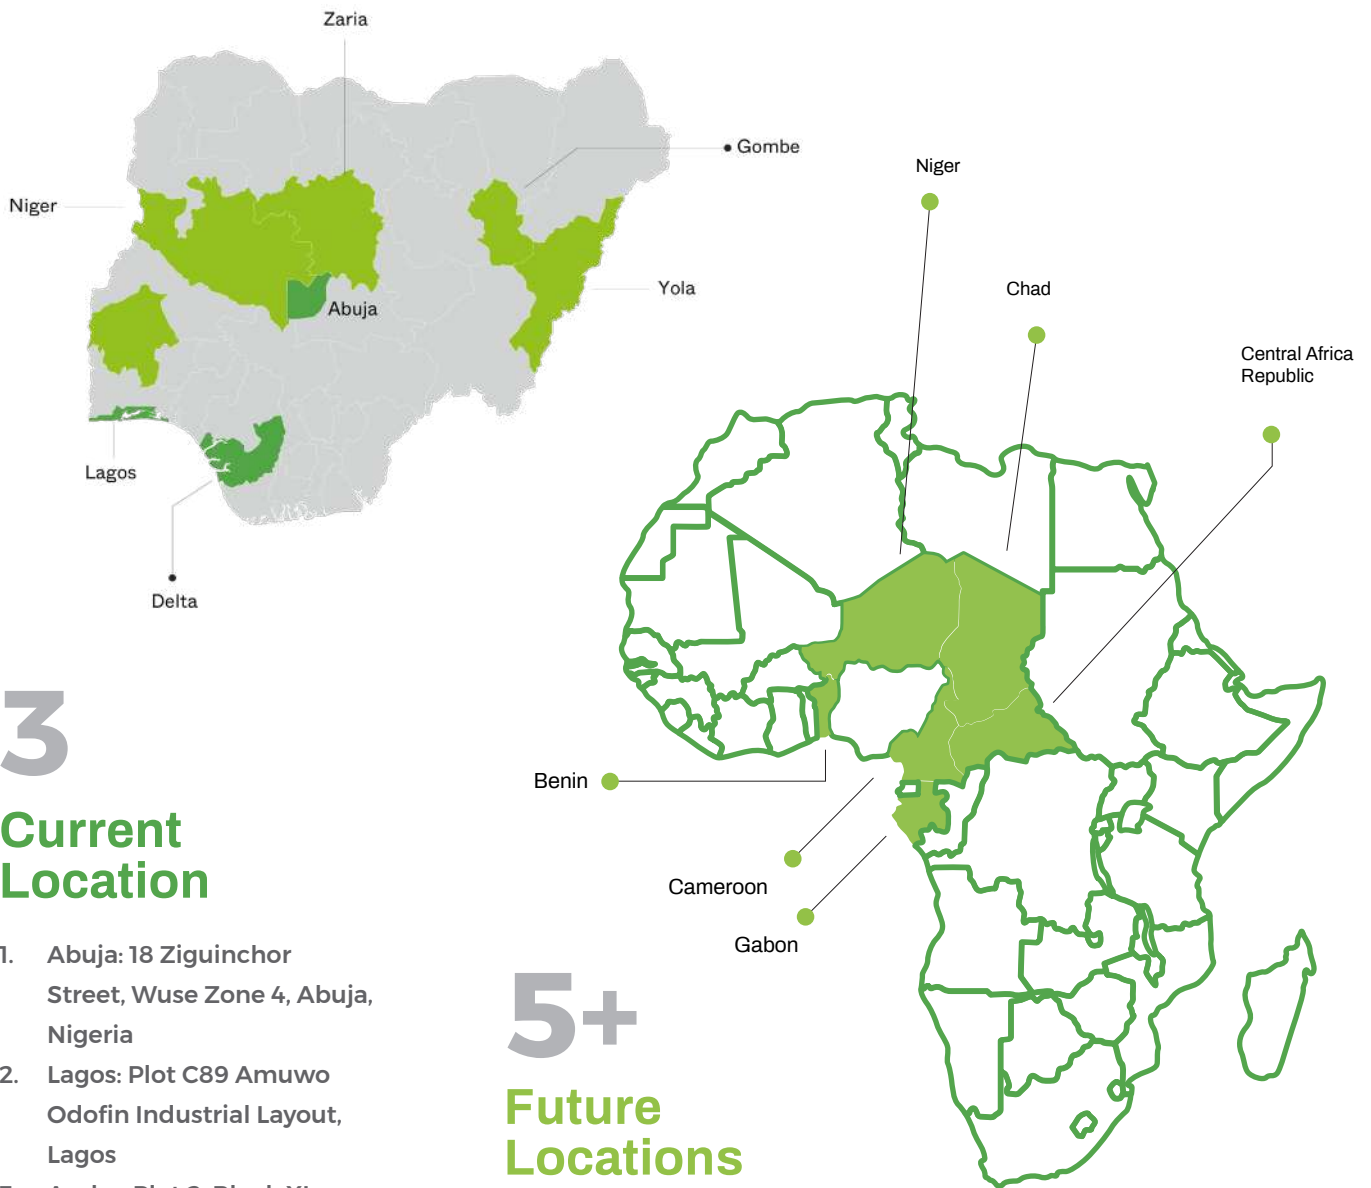 Zaria
Gombe
Niger
Yola
Abuja
Lagos
Delta
Niger
Chad
Central Africa
Republic
Benin
Cameroon
Gabon
3
Current
Location
1. Abuja: 18 Ziguinchor
Street, Wuse Zone 4, Abuja,
Nigeria
2. Lagos: Plot C89 Amuwo
Odofin Industrial Layout,
Lagos
5+
Future
Locations